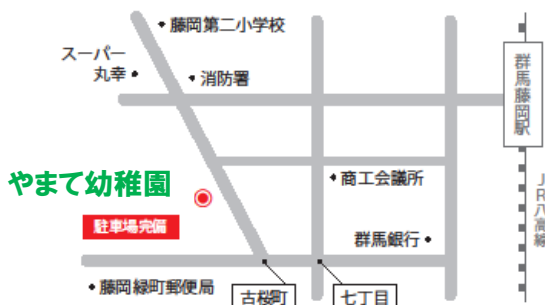 藤岡第二小学校
スーパー
丸幸
消防署
群馬藤岡駅
やまて幼稚園
商工会議所
JR八高線
駐車場完備
群馬銀行
藤岡緑町郵便局
古桜町
七丁目